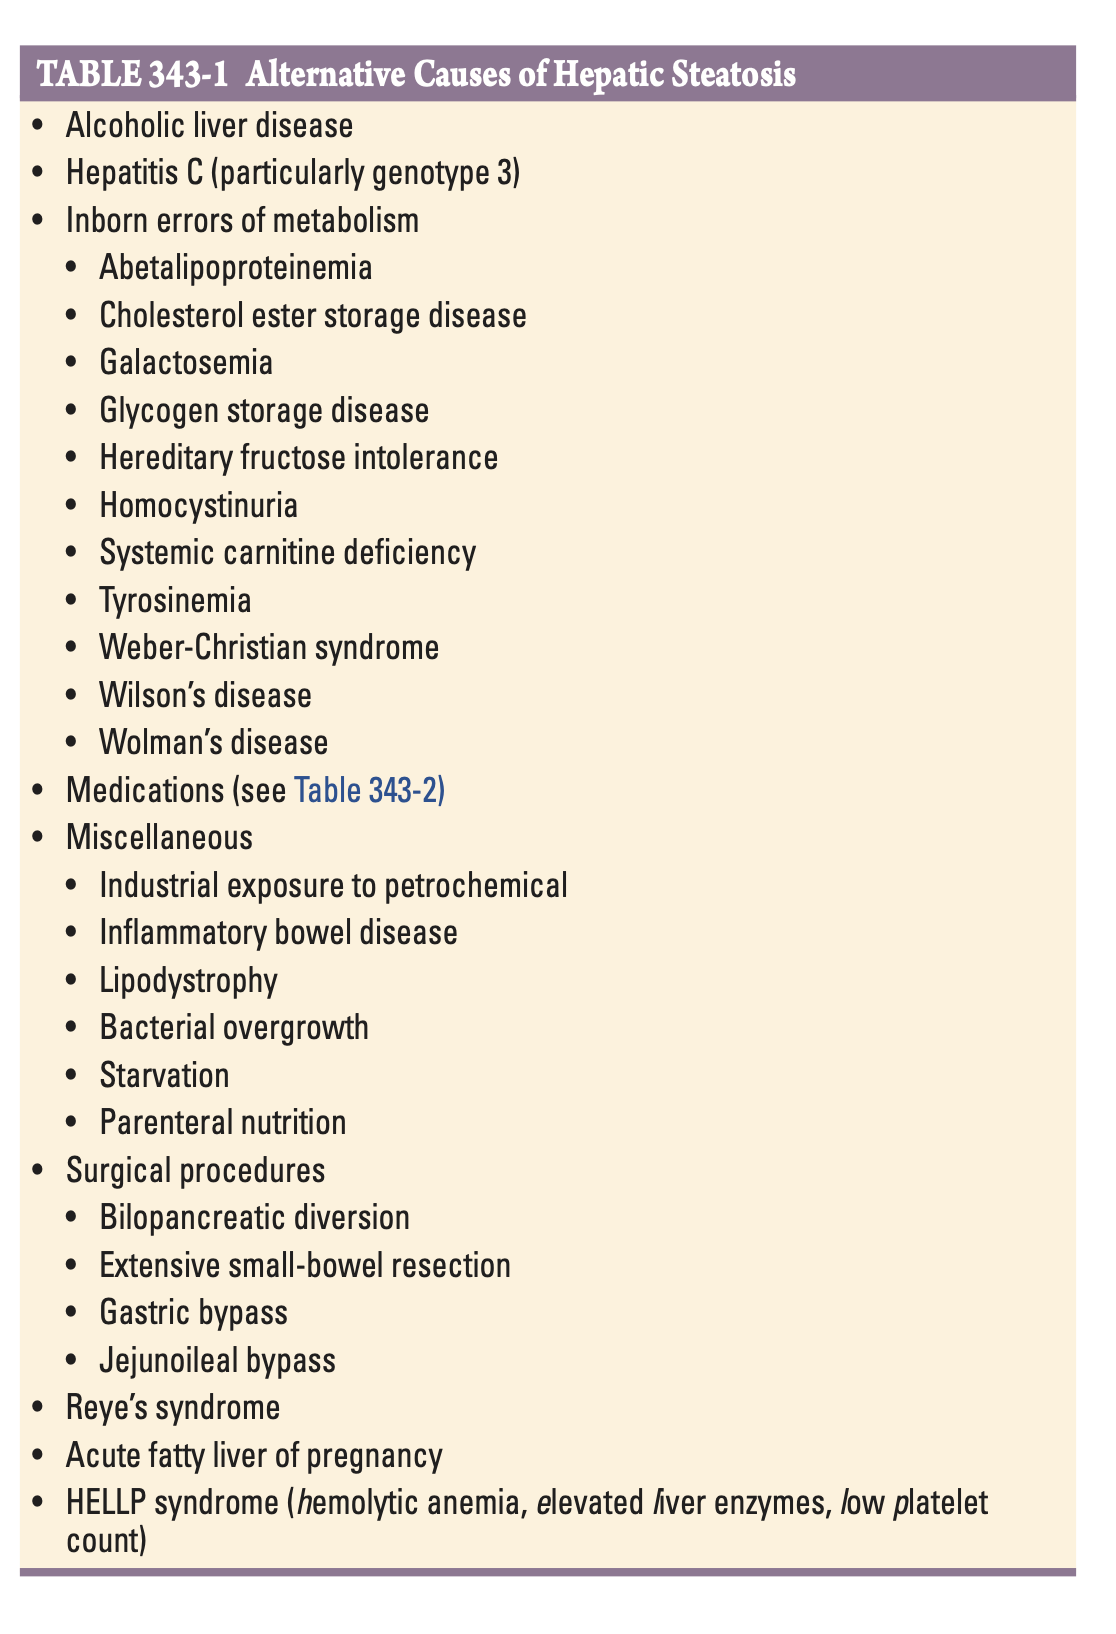 TABLE 343-1 Alternative Causes of Hepatic Steatosis
• Alcoholic liver disease
• Hepatitis C (particularly genotype 3)
• Inborn errors of metabolism
• Abetalipoproteinemia
• Cholesterol ester storage disease
• Galactosemia
• Glycogen storage disease
• Hereditary fructose intolerance
• Homocystinuria
• Systemic carnitine deficiency
• Tyrosinemia
• Weber-Christian syndrome
• Wilson’s disease
• Wolman’s disease
• Medications (see Table 343-2)
• Miscellaneous
• Industrial exposure to petrochemical
• Inflammatory bowel disease
• Lipodystrophy
• Bacterial overgrowth
• Starvation
• Parenteral nutrition
• Surgical procedures
• Bilopancreatic diversion
• Extensive small-bowel resection
• Gastric bypass
• Jejunoileal bypass
• Reye’s syndrome
• Acute fatty liver of pregnancy
• HELLP syndrome (hemolytic anemia, elevated liver enzymes, low platelet
count)